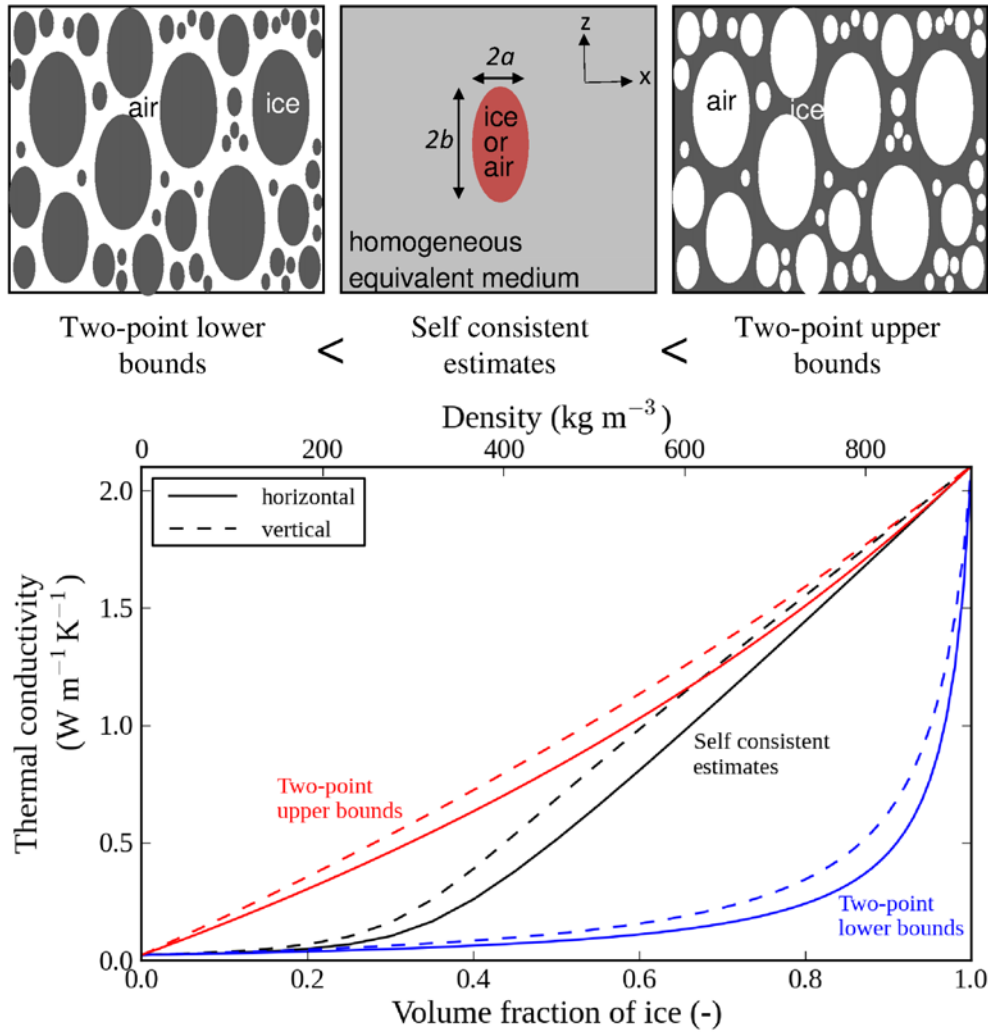 air
ice
2a
2b
ice
or
air
z
x
homogeneous
equivalent medium
air
ice
Two-point lower
bounds
<
Self consistent
estimates
<
Two-point upper
bounds
Density (kg m−3)
0
200
400
600
800
horizontal
vertical
Thermal conductivity
(W m−1K−1)
2.0
1.5
1.0
0.5
0.0
Two-point
upper bounds
Self consistent
estimates
Two-point
lower bounds
0.2
0.4
0.6
0.8
1.0
Volume fraction of ice (-)